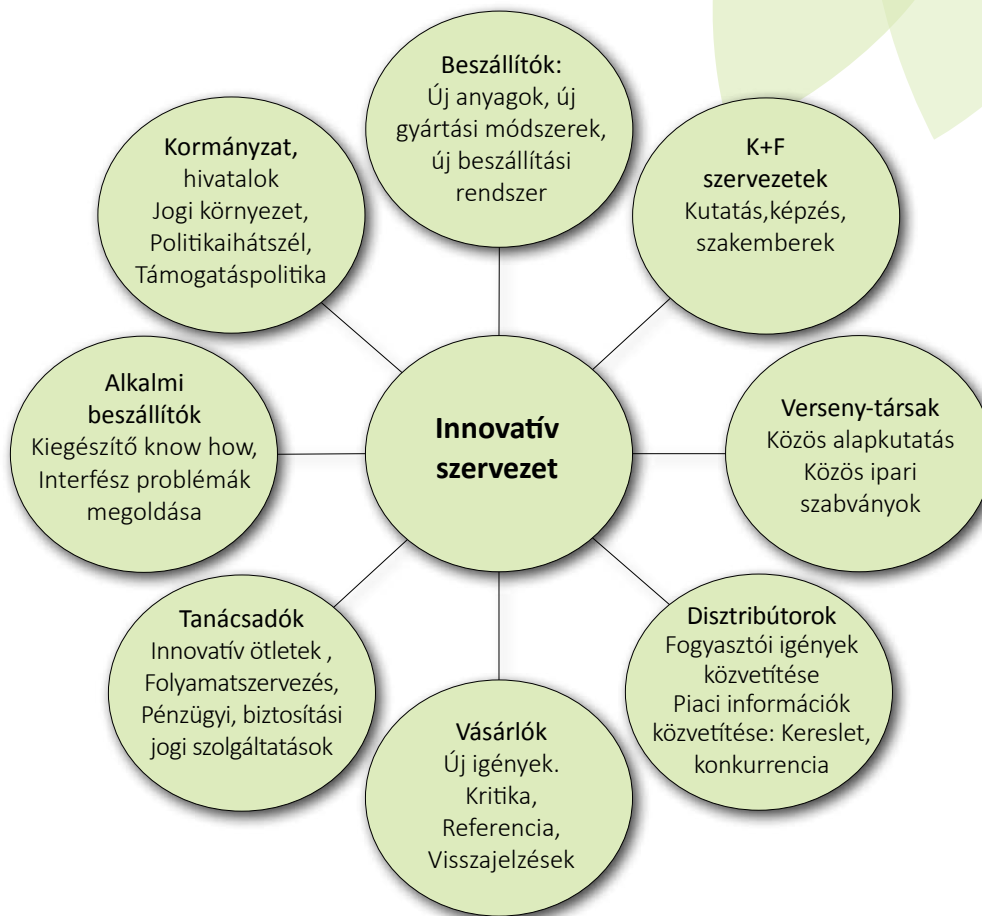 Beszállítók:
Új anyagok, új
gyártási módszerek,
új beszállítási
rendszer
K+F
szervezetek
Kutatás,képzés,
szakemberek
Verseny-társak
Közös alapkutatás
Közös ipari
szabványok
Disztribútorok
Fogyasztói igények
közvetítése
Piaci információk
közvetítése: Kereslet,
konkurrencia
Vásárlók
Új igények.
Kritika,
Referencia,
Visszajelzések
Tanácsadók
Innovatív ötletek ,
Folyamatszervezés,
Pénzügyi, biztosítási
jogi szolgáltatások
Alkalmi
beszállítók
Kiegészítő know how,
Interfész problémák
megoldása
Kormányzat,
hivatalok
Jogi környezet,
Politikaihátszél,
Támogatáspolitika
Innovatív
szervezet